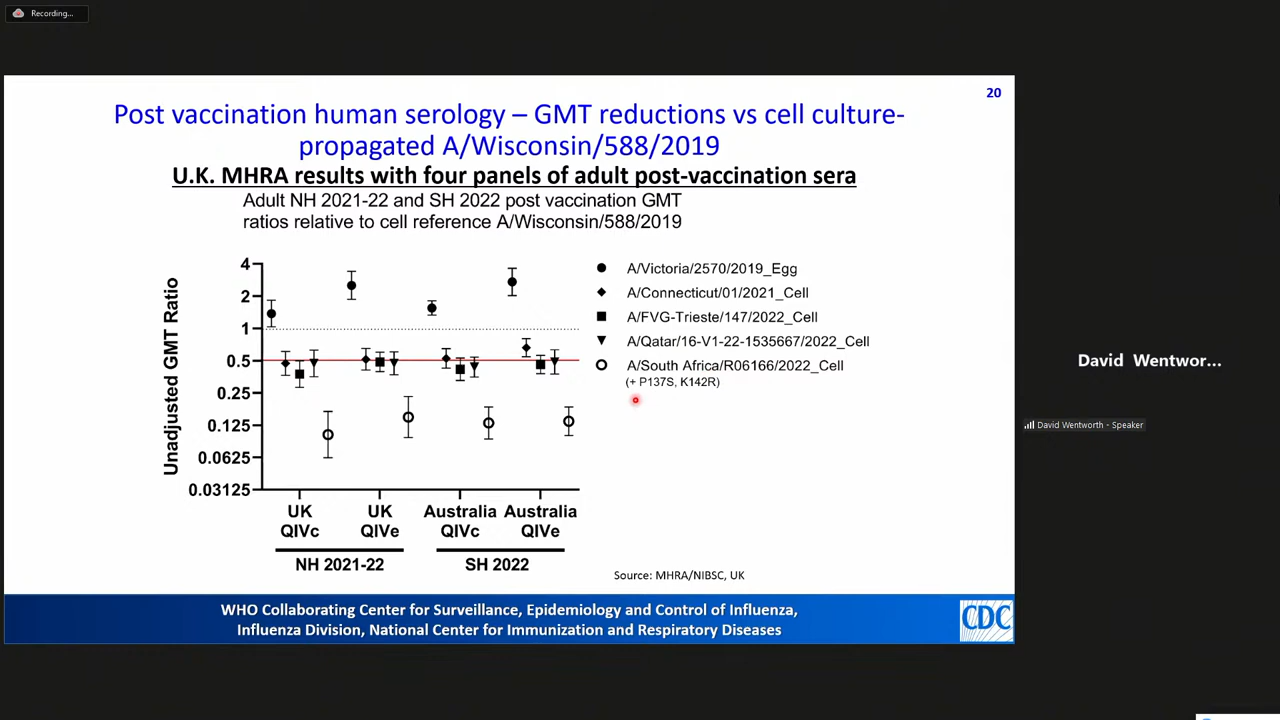 Recording...
20
Post vaccination human serology – GMT reductions vs cell culture-
propagated A/Wisconsin/588/2019
U.K. MHRA results with four panels of adult post-vaccination sera
Adult NH 2021-22 and SH 2022 post vaccination GMT
ratios relative to cell reference A/Wisconsin/588/2019
Unadjusted GMT Ratio
4
2
1
0.5
0.25
0.125
0.0625
0.03125
A/Victoria/2570/2019_Egg
A/Connecticut/01/2021_Cell
A/FVG-Trieste/147/2022_Cell
A/Qatar/16-V1-22-1535667/2022_Cell
A/South Africa/R06166/2022_Cell
(+ P137S, K142R)
UK UK Australia Australia
QIVc QIVe QIVc QIVe
NH 2021-22 SH 2022
Source: MHRA/NIBSC, UK
WHO Collaborating Center for Surveillance, Epidemiology and Control of Influenza,
Influenza Division, National Center for Immunization and Respiratory Diseases
CDC
David Wentwor...
David Wentworth - Speaker